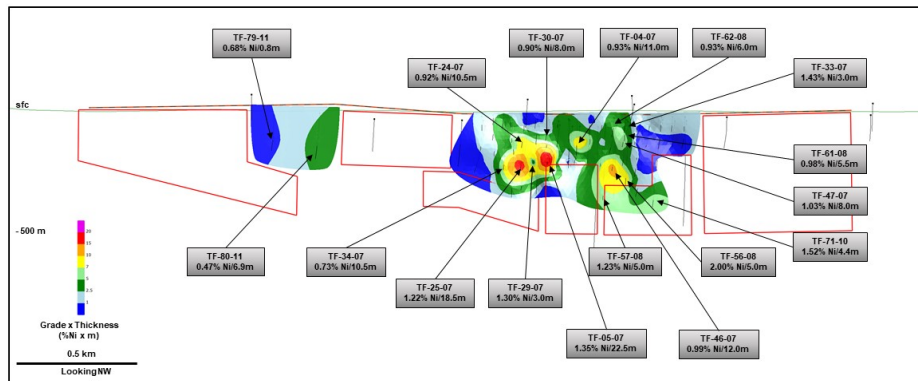 TF-79-11
0.68% Ni/0.8m
TF-30-07
0.90% Ni/8.0m
TF-04-07
0.93% Ni/11.0m
TF-62-08
0.93% Ni/6.0m
TF-24-07
0.92% Ni/10.5m
TF-33-07
1.43% Ni/3.0m
sfc
TF-61-08
0.98% Ni/5.5m
TF-47-07
1.03% Ni/8.0m
-500 m
TF-80-11
0.47% Ni/6.9m
TF-34-07
0.73% Ni/10.5m
TF-57-08
1.23% Ni/5.0m
TF-56-08
2.00% Ni/5.0m
TF-71-10
1.52% Ni/4.4m
TF-25-07
1.22% Ni/18.5m
TF-29-07
1.30% Ni/3.0m
TF-05-07
1.35% Ni/22.5m
TF-46-07
0.99% Ni/12.0m
20
15
10
7
5
2.5
1
Grade x Thickness
(%Ni x m)
0.5 km
Looking NW